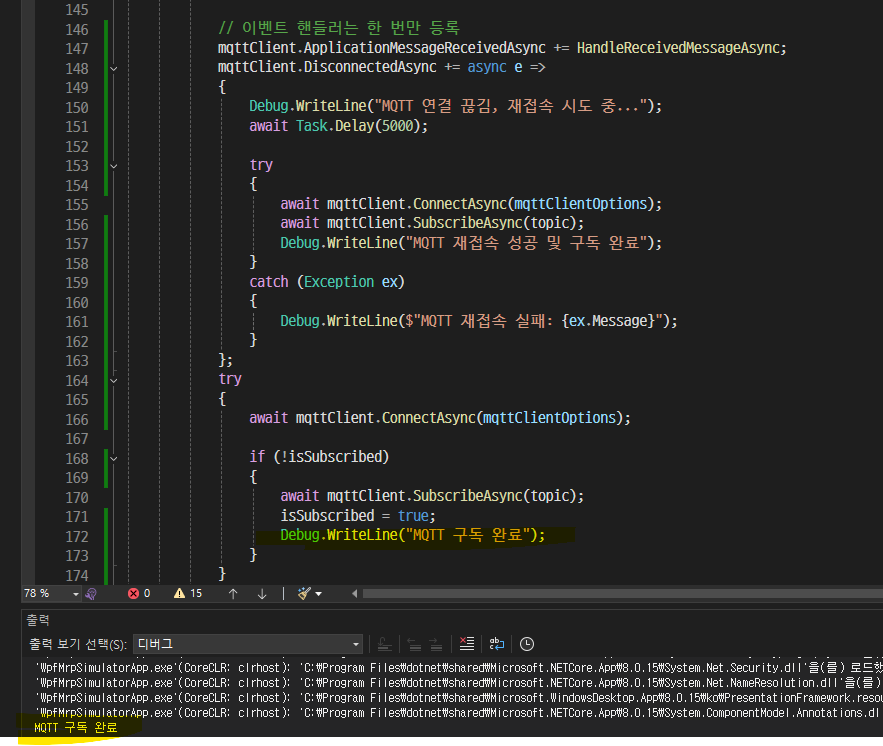 145
146 // 이벤트 핸들러는 한 번만 등록
147 mqttClient.ApplicationMessageReceivedAsync += HandleReceivedMessageAsync;
148 mqttClient.DisconnectedAsync += async e =>
149 {
150 Debug.WriteLine("MQTT 연결 끊김, 재접속 시도 중...");
151 await Task.Delay(5000);
152
153 try
154 {
155 await mqttClient.ConnectAsync(mqttClientOptions);
156 await mqttClient.SubscribeAsync(topic);
157 Debug.WriteLine("MQTT 재접속 성공 및 구독 완료");
158 }
159 catch (Exception ex)
160 {
161 Debug.WriteLine($"MQTT 재접속 실패: {ex.Message}");
162 }
163 };
164 try
165 {
166 await mqttClient.ConnectAsync(mqttClientOptions);
167
168 if (!isSubscribed)
169 {
170 await mqttClient.SubscribeAsync(topic);
171 isSubscribed = true;
172 Debug.WriteLine("MQTT 구독 완료");
173 }
174 }
78 % 0 15
출력
출력 보기 선택(S): 디버그
'WpfMrpSimulatorApp.exe'(CoreCLR: clrhost): 'C:\Program Files\dotnet\shared\Microsoft.NETCore.App\8.0.15\System.Net.Security.dll'을(를) 로드했
'WpfMrpSimulatorApp.exe'(CoreCLR: clrhost): 'C:\Program Files\dotnet\shared\Microsoft.NETCore.App\8.0.15\System.Net.NameResolution.dll'을(를)
'WpfMrpSimulatorApp.exe'(CoreCLR: clrhost): 'C:\Program Files\dotnet\shared\Microsoft.WindowsDesktop.App\8.0.15\ko\PresentationFramework.resou
'WpfMrpSimulatorApp.exe'(CoreCLR: clrhost): 'C:\Program Files\dotnet\shared\Microsoft.NETCore.App\8.0.15\System.ComponentModel.Annotations.dl
MQTT 구독 완료